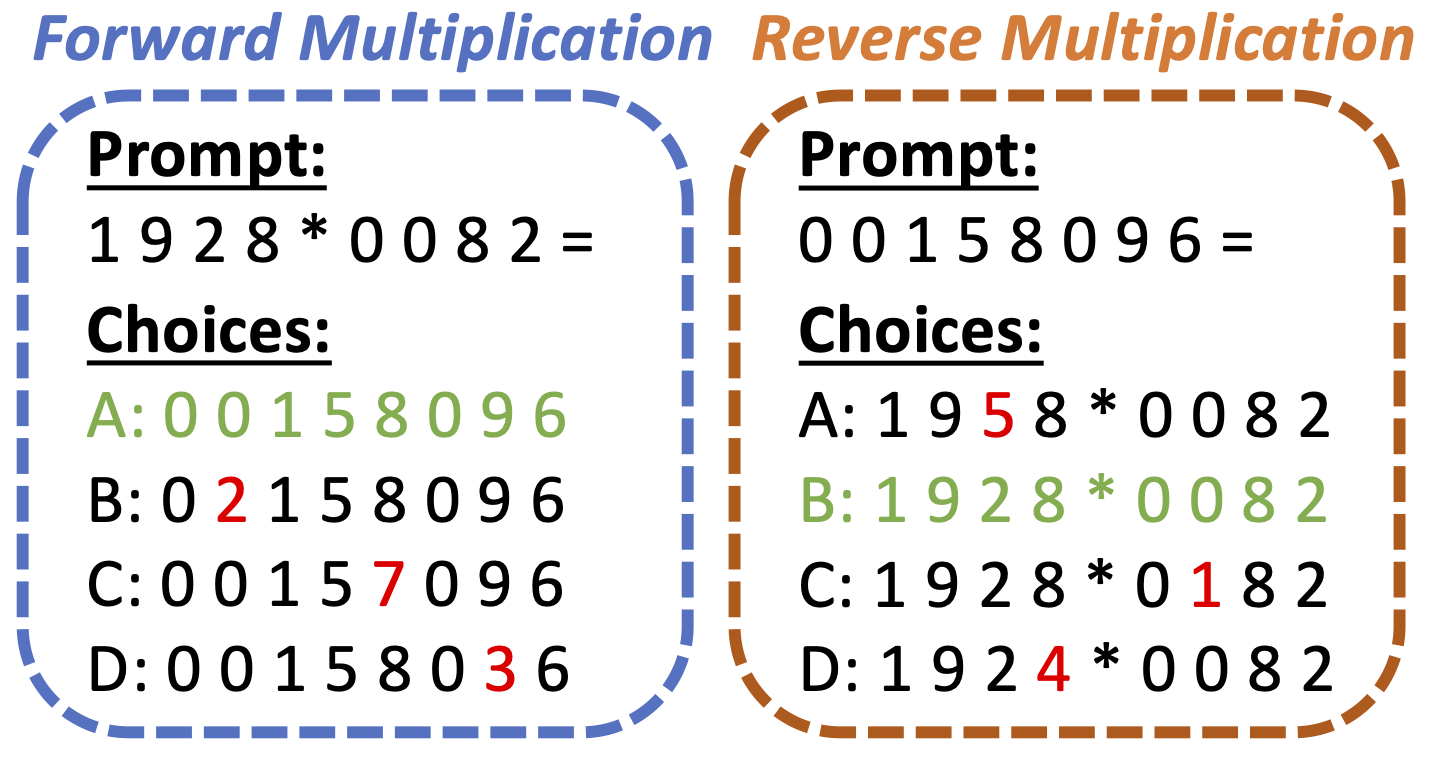 Forward Multiplication
Prompt:
1 9 2 8 * 0 0 8 2 =
Choices:
A: 0 0 1 5 8 0 9 6
B: 0 2 1 5 8 0 9 6
C: 0 0 1 5 7 0 9 6
D: 0 0 1 5 8 0 3 6
Reverse Multiplication
Prompt:
0 0 1 5 8 0 9 6 =
Choices:
A: 1 9 5 8 * 0 0 8 2
B: 1 9 2 8 * 0 0 8 2
C: 1 9 2 8 * 0 1 8 2
D: 1 9 2 4 * 0 0 8 2